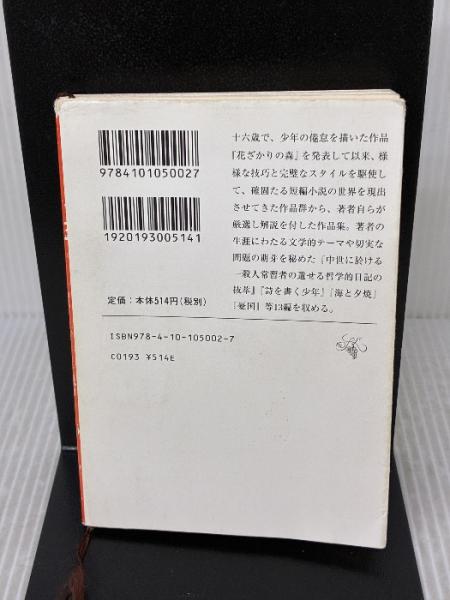 十六歳で、少年の倦怠を描いた作品
『花ざかりの森』を発表して以来、様
様な技巧と完璧なスタイルを駆使し
て、確固たる短編小説の世界を現出
させてきた作品群から、著者自らが
厳選し解説を付した作品集。著者の
生涯にわたる文学的テーマや切実な
問題の萌芽を秘めた『中世に於ける
一殺人常習者の遺せる哲学的日記の
抜萃』『詩を書く少年』『海と夕焼』
『憂国』等13編を収める。
9784101050027
1920193005141
定価：本体514円(税別)
ISBN978-4-10-105002-7
C0193 ¥514E